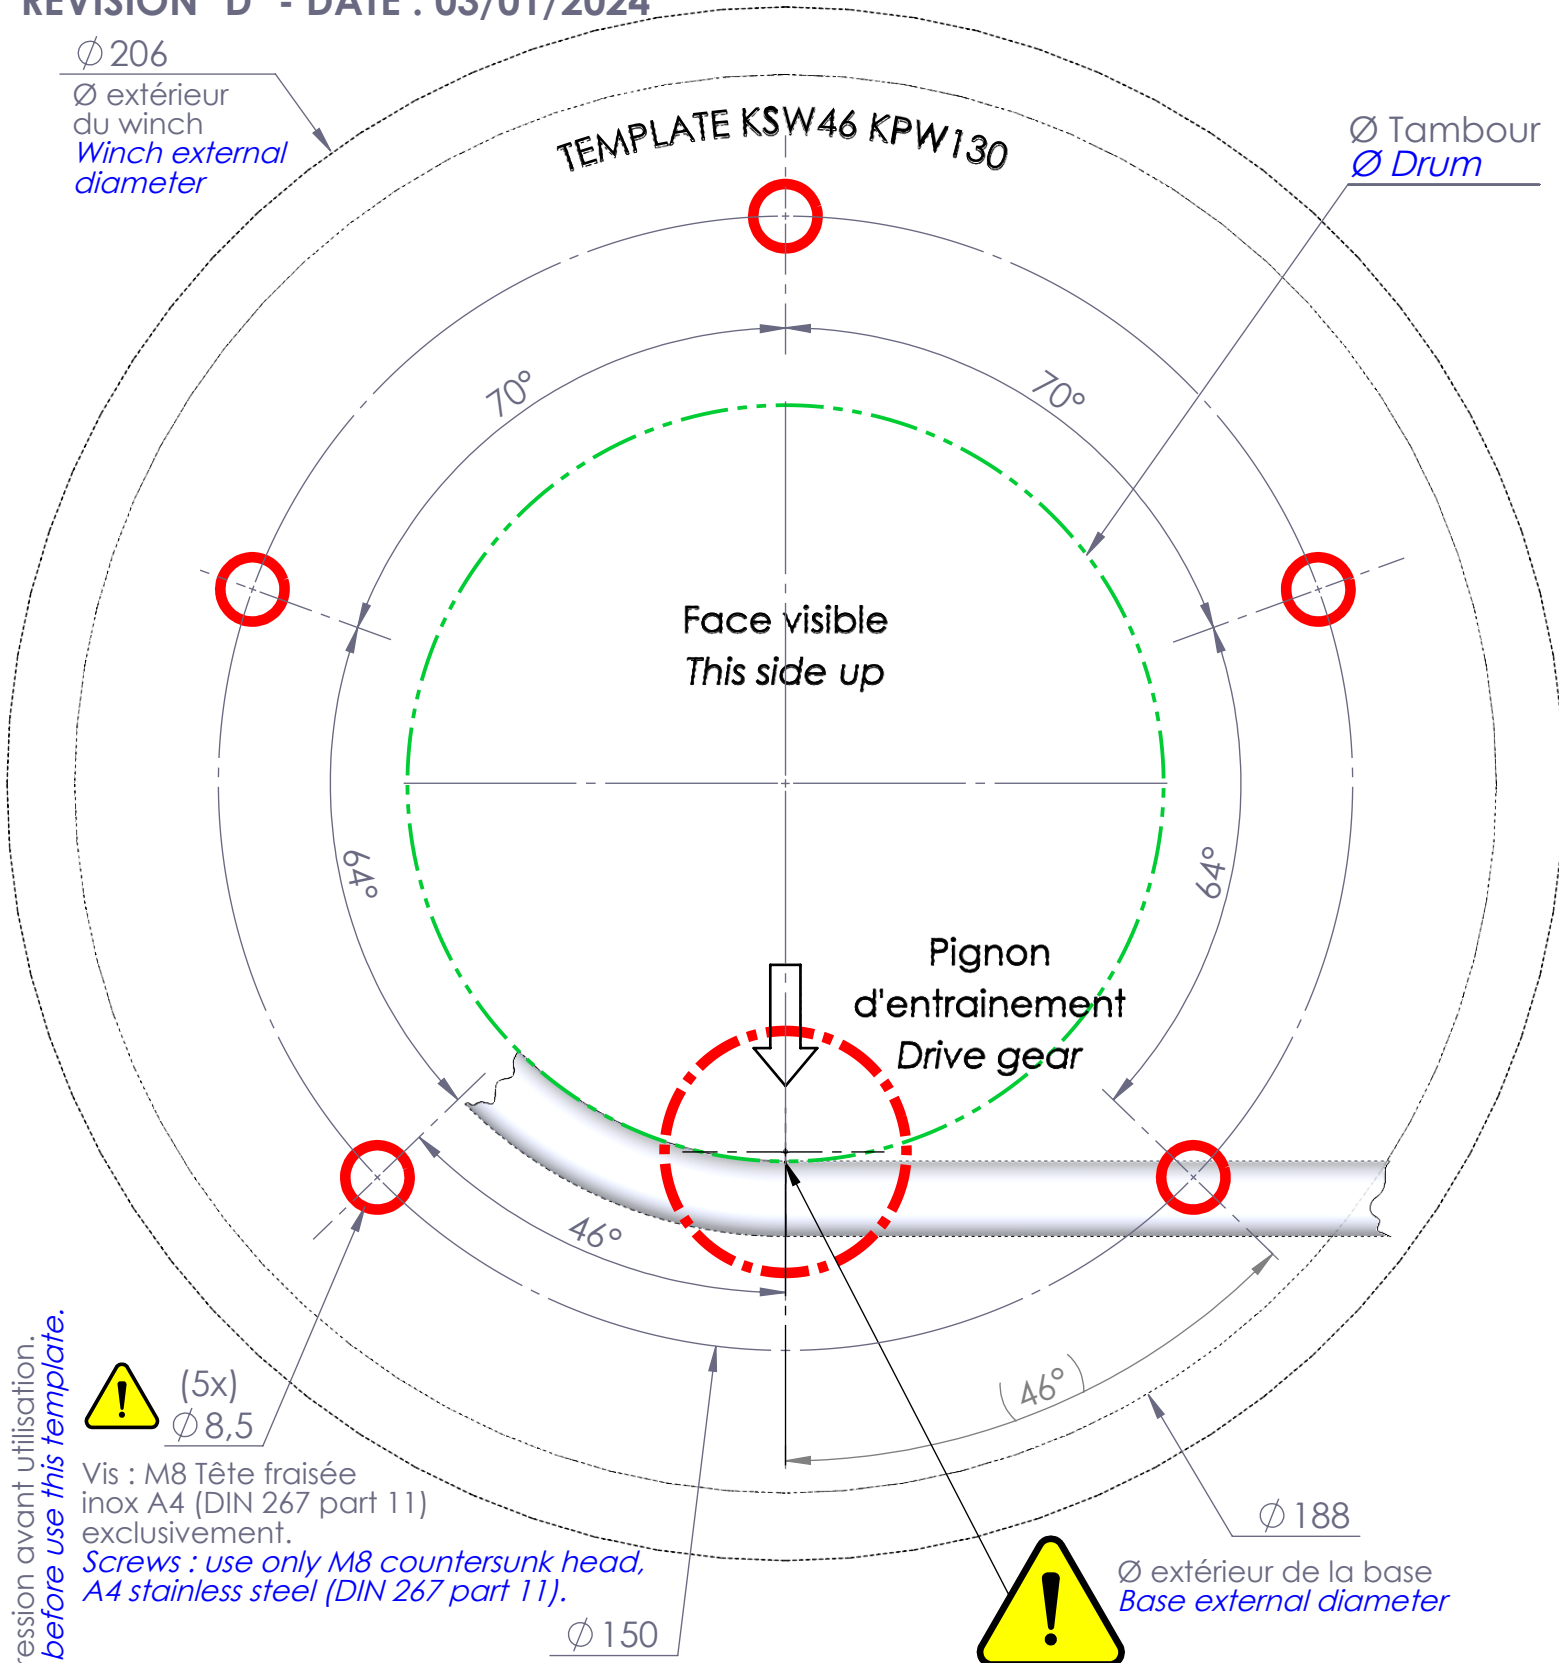 REVISION "D" - DATE : 03/01/2024
Ø 206
Ø extérieur
du winch
Winch external
diameter
TEMPLATE KSW46 KPW130
Ø Tambour
Ø Drum
70°
70°
Face visible
This side up
64°
64°
Pignon
d'entrainement
Drive gear
46°
(46°)
(5x)
Ø 8,5
Vis : M8 Tête fraisée
inox A4 (DIN 267 part 11)
exclusivement.
Screws : use only M8 countersunk head,
A4 stainless steel (DIN 267 part 11).
Ø 150
Ø 188
Ø extérieur de la base
Base external diameter
avant utilisation.
before use this template.